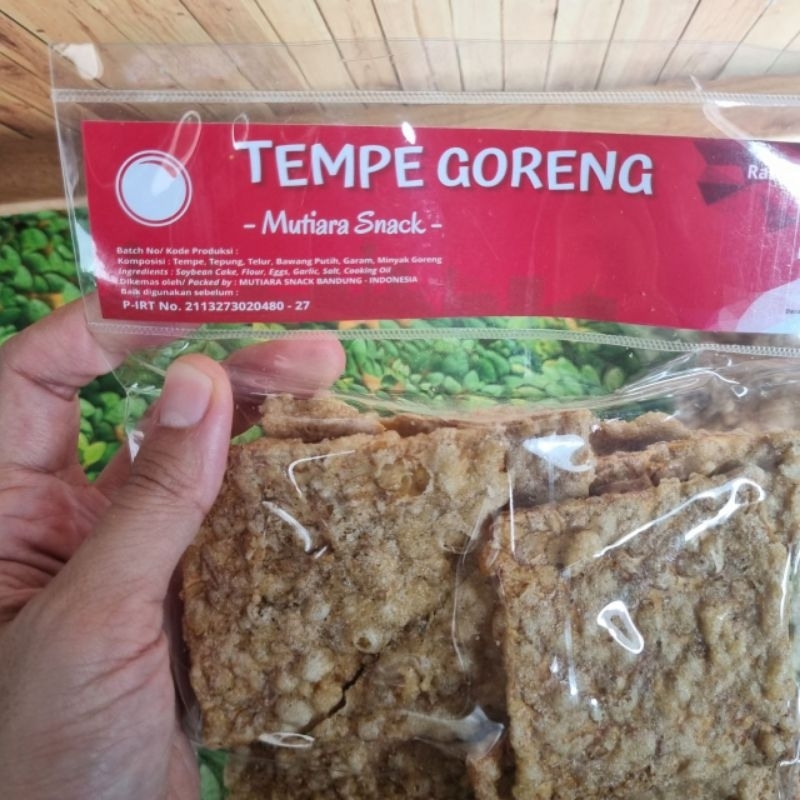 TEMPE GORENG
- Mutiara Snack -
Batch No/ Kode Produksi :
Komposisi : Tempe, Tepung, Telur, Bawang Putih, Garam, Minyak Goreng
Ingredients : Soybean Cake, Flour, Eggs, Garlic, Salt, Cooking Oil
Dikemas oleh/ Packed by : MUTIARA SNACK BANDUNG - INDONESIA
Baik digunakan sebelum :
P-IRT No. 2113273020480 - 27